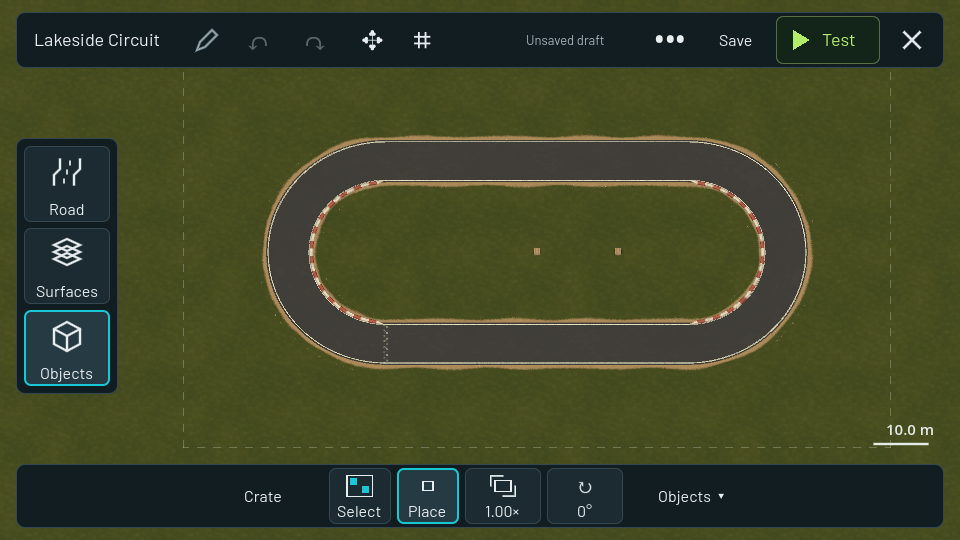 Lakeside Circuit
Unsaved draft
Save
Test
Road
Surfaces
Objects
10.0 m
Crate
Select
Place
1.00×
0°
Objects